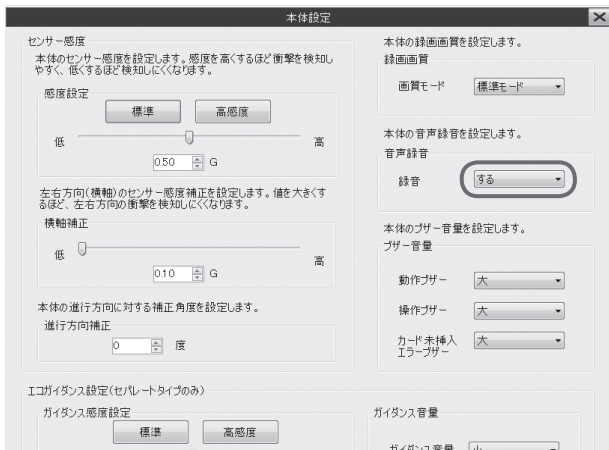 本体設定
センサー感度
本体のセンサー感度を設定します。感度を高くするほど衝撃を検知し
やすく、低くするほど検知しにくくなります。
感度設定
標準
高感度
低
高
0.50
G
左右方向(横軸)のセンサー感度補正を設定します。値を大きくす
るほど、左右方向の衝撃を検知しにくくなります。
横軸補正
低
高
0.10
G
本体の進行方向に対する補正角度を設定します。
進行方向補正
0
度
本体の録画画質を設定します。
録画画質
画質モード
標準モード
本体の音声録音を設定します。
音声録音
録音
する
本体のブザー音量を設定します。
ブザー音量
動作ブザー
大
操作ブザー
大
カード未挿入
エラーブザー
大
エコガイダンス設定(セパレートタイプのみ)
ガイダンス感度設定
標準
高感度
ガイダンス音量
ガイダンス音量
小